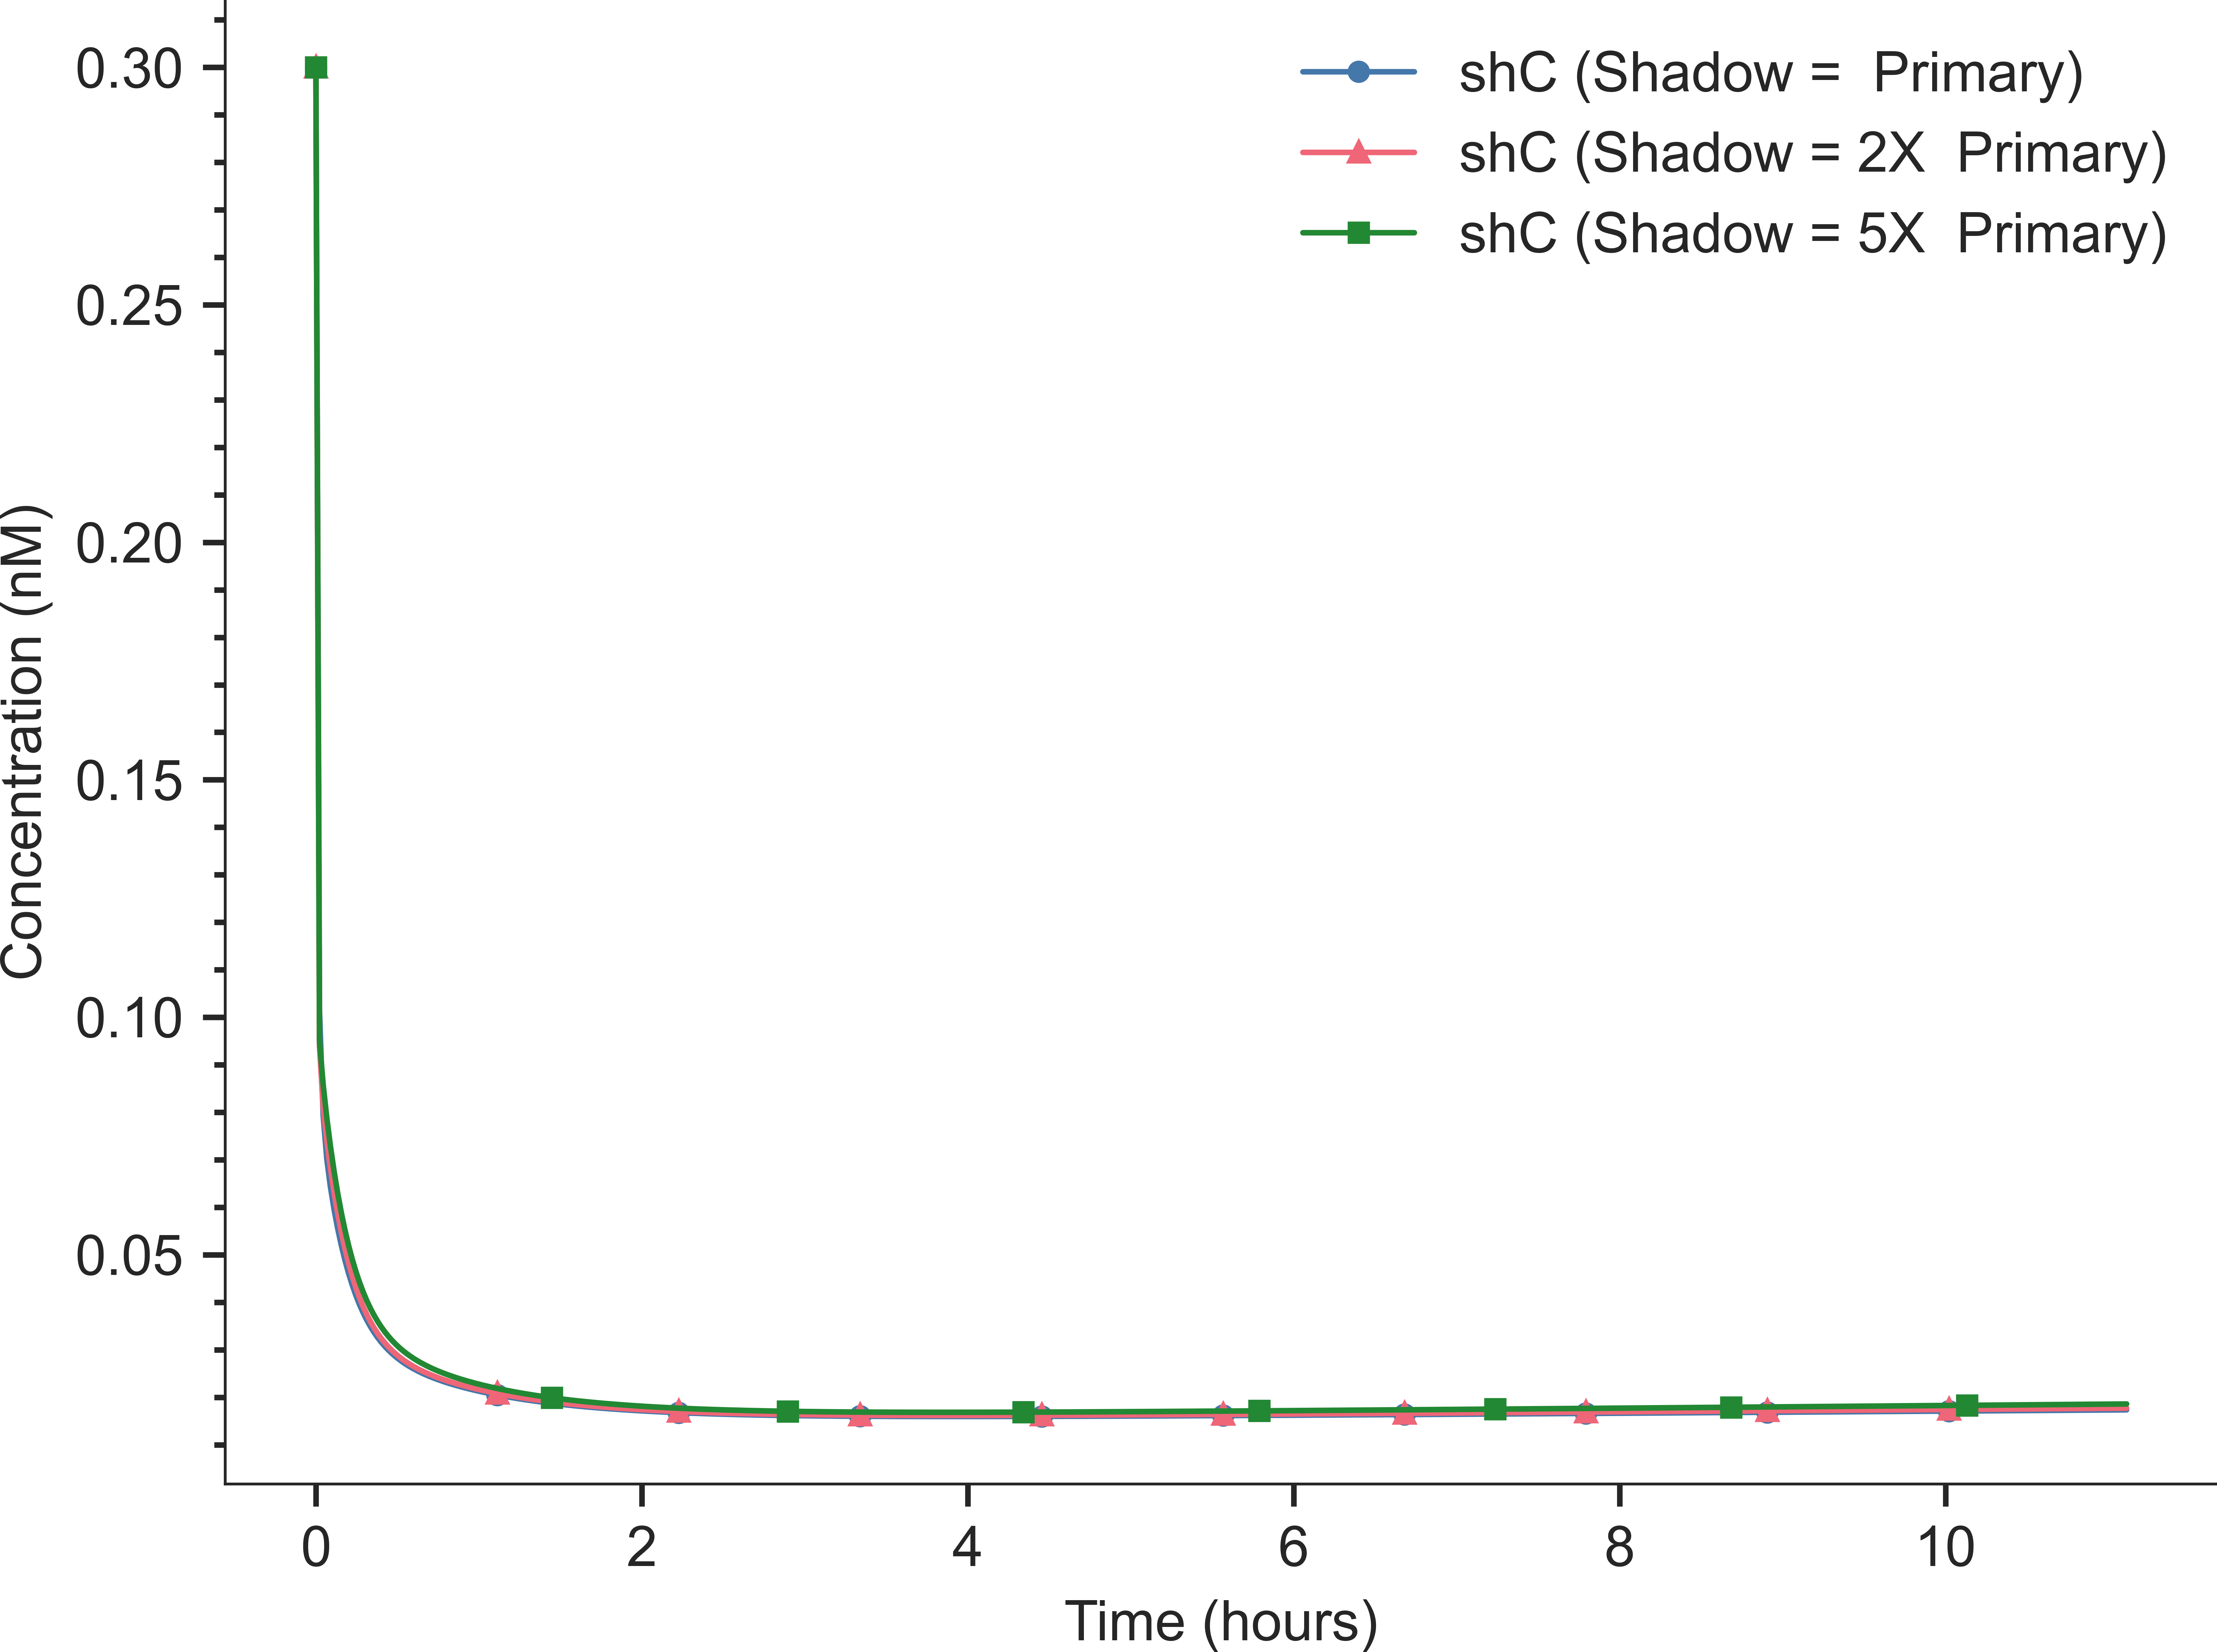 shC (Shadow =  Primary)
shC (Shadow = 2X  Primary)
shC (Shadow = 5X  Primary)
Concentration (nM)
0.30
0.25
0.20
0.15
0.10
0.05
0 2 4 6 8 10
Time (hours)